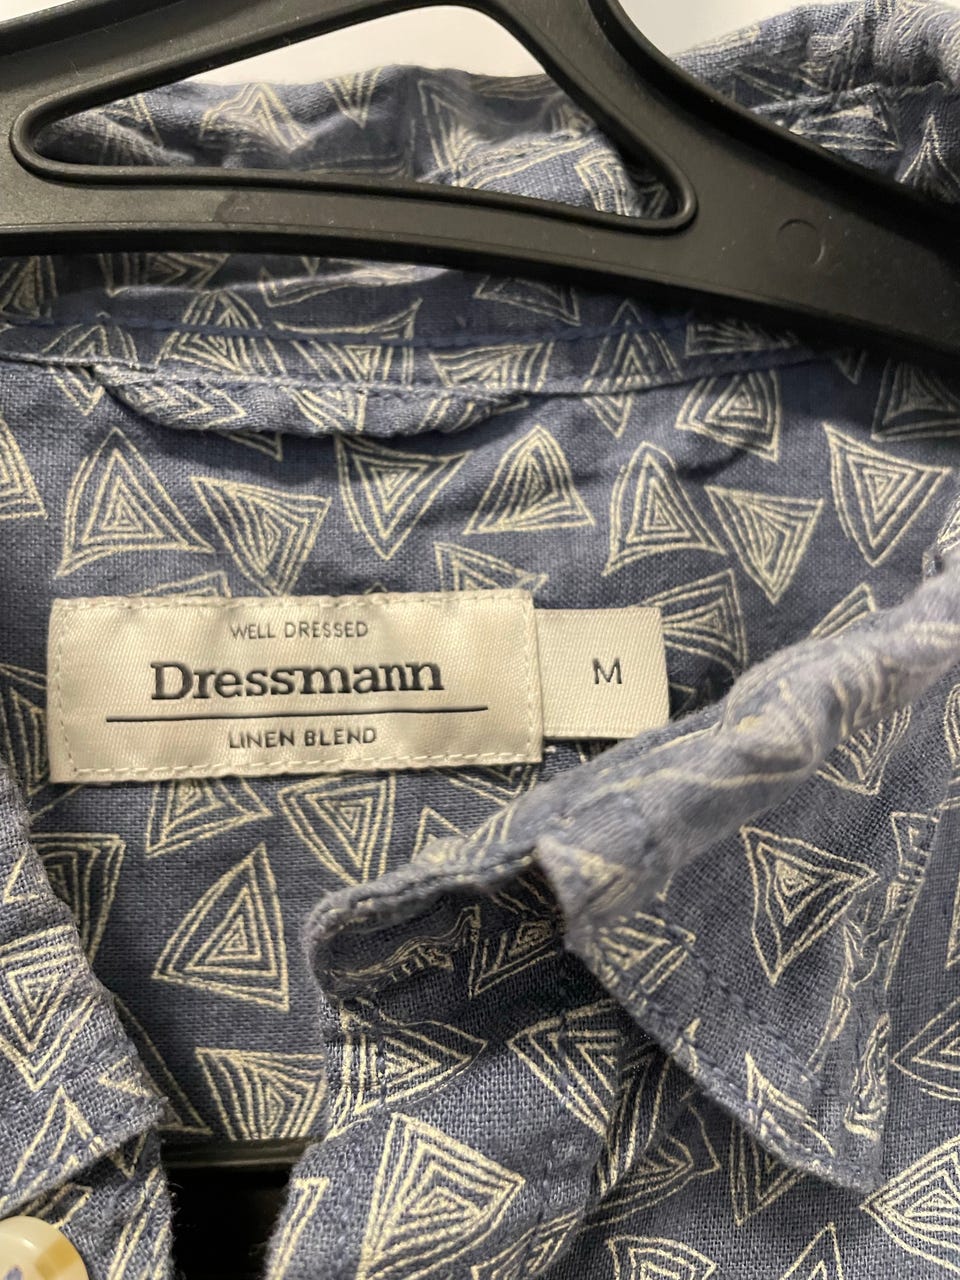 WELL DRESSED
Dressmann
LINEN BLEND
M